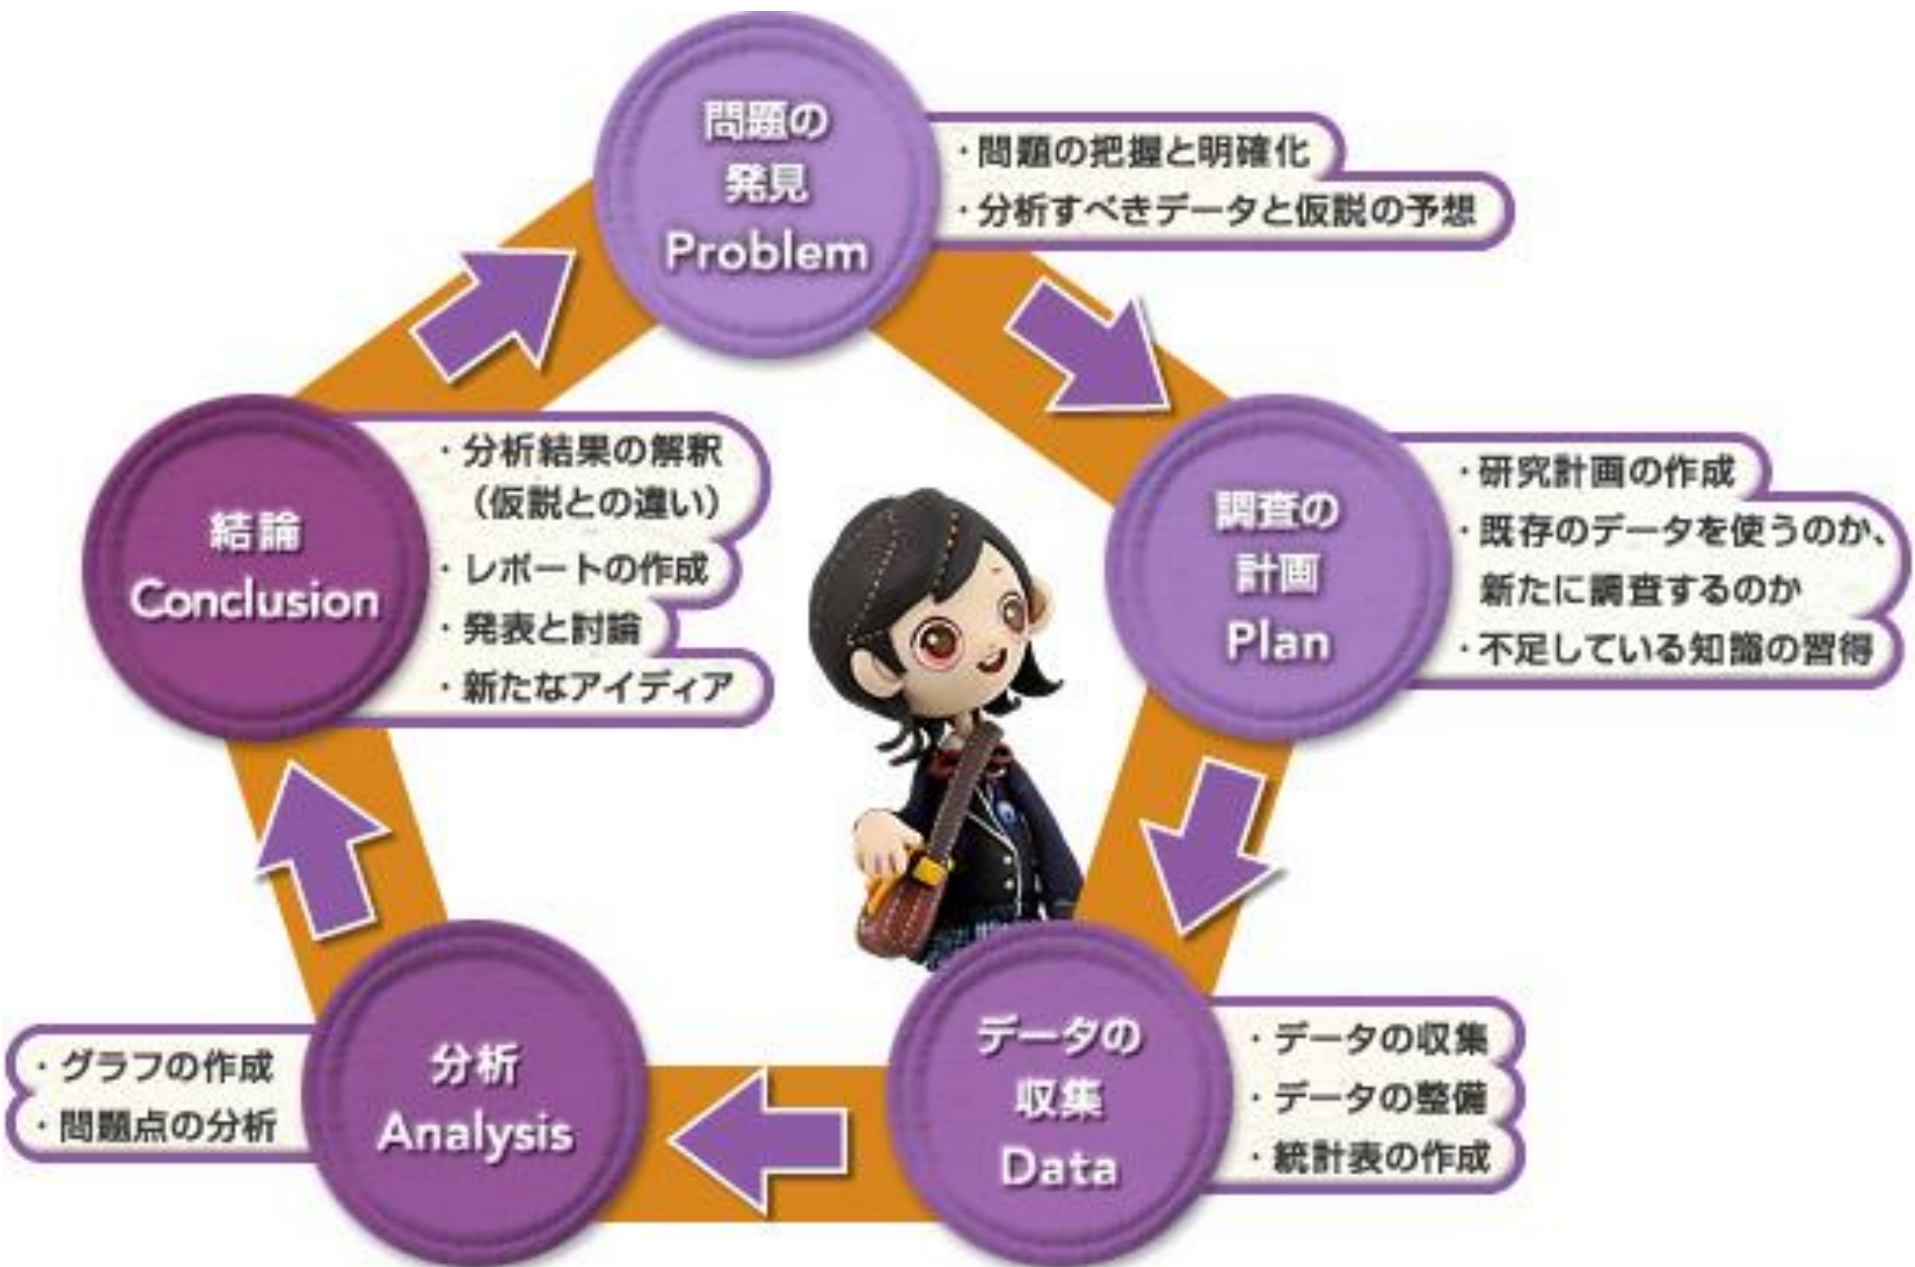 問題の
発見
Problem
・問題の把握と明確化
・分析すべきデータと仮説の予想
調査の
計画
Plan
・研究計画の作成
・既存のデータを使うのか、
新たに調査するのか
・不足している知識の習得
データの
収集
Data
・データの収集
・データの整備
・統計表の作成
分析
Analysis
・グラフの作成
・問題点の分析
結論
Conclusion
・分析結果の解釈
(仮説との違い)
・レポートの作成
・発表と討論
・新たなアイディア